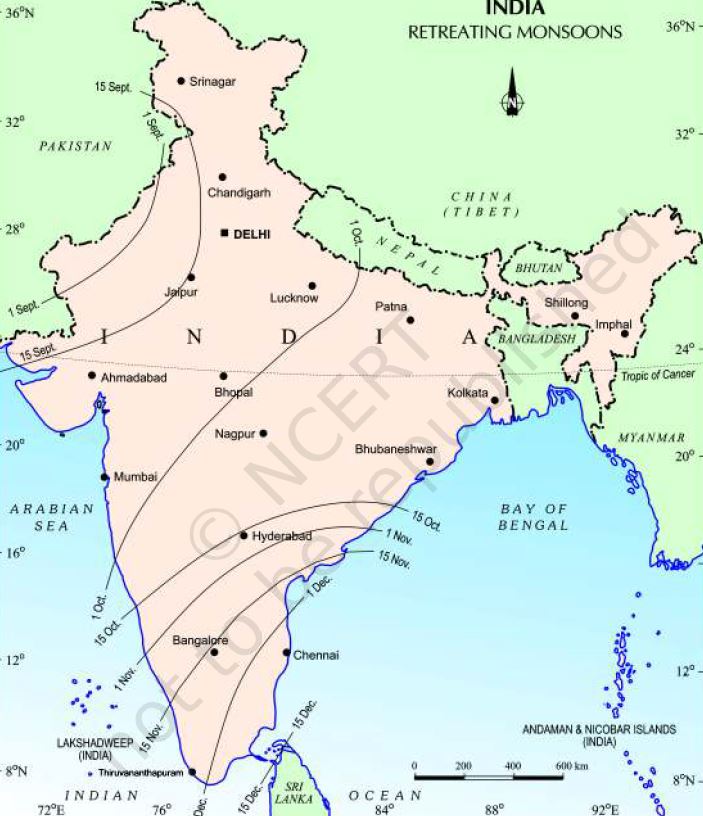 INDIA
RETREATING MONSOONS
36°N
36°N
N
Srinagar
15 Sept.
1 Sept.
32°
32°
PAKISTAN
Chandigarh
CHINA
(TIBET)
28°
28°
DELHI
1 Oct.
NEPAL
BHUTAN
1 Sept.
Jaipur
Lucknow
Patna
Shillong
Imphal
I N D I A
BANGLADESH
15 Sept.
24°
Tropic of Cancer
Ahmadabad
Bhopal
Kolkata
Nagpur
MYANMAR
20°
20°
Bhubaneshwar
Mumbai
ARABIAN
SEA
BAY OF
BENGAL
© NCERT
not to be republished
15 Oct.
1 Nov.
15 Nov.
Hyderabad
16°
1 Dec.
1 Oct.
15 Oct.
Bangalore
Chennai
12°
12°
1 Nov.
15 Nov.
15 Dec.
LAKSHADWEEP
(INDIA)
ANDAMAN & NICOBAR ISLANDS
(INDIA)
Thiruvananthapuram
8°N
8°N
0 200 400 600 km
INDIAN
OCEAN
SRI
LANKA
Dec.
15 Dec.
72°E
76°
84°
88°
92°E